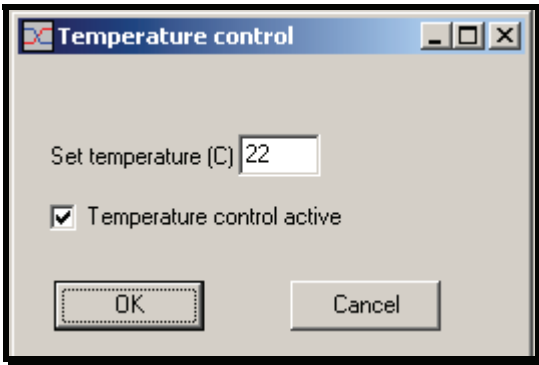 Temperature control
Set temperature (C) 22
Temperature control active
OK Cancel